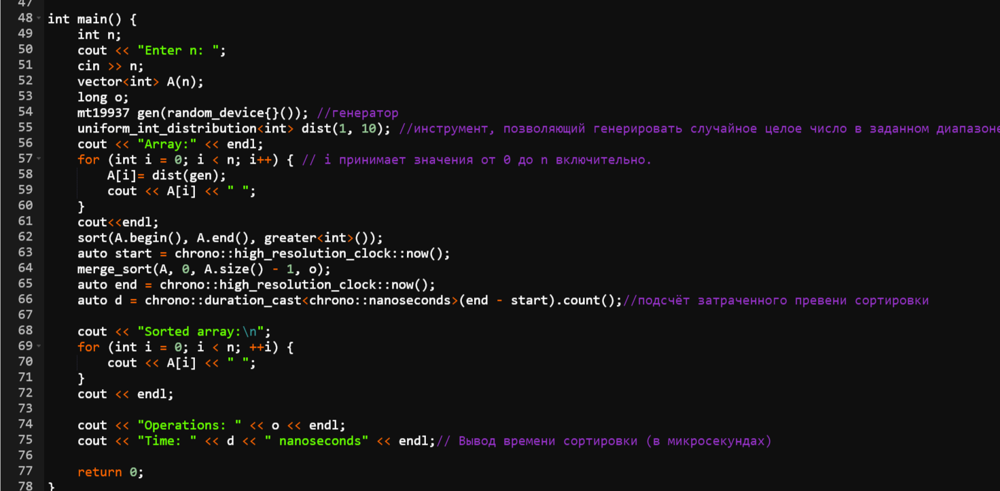 47
48 int main() {
49     int n;
50     cout << "Enter n: ";
51     cin >> n;
52     vector<int> A(n);
53     long o;
54     mt19937 gen(random_device{}()); //генератор
55     uniform_int_distribution<int> dist(1, 10); //инструмент, позволяющий генерировать случайное целое число в заданном диапазоне
56     cout << "Array:" << endl;
57     for (int i = 0; i < n; i++) { // i принимает значения от 0 до n включительно.
58         A[i]= dist(gen);
59         cout << A[i] << " ";
60     }
61     cout<<endl;
62     sort(A.begin(), A.end(), greater<int>());
63     auto start = chrono::high_resolution_clock::now();
64     merge_sort(A, 0, A.size() - 1, o);
65     auto end = chrono::high_resolution_clock::now();
66     auto d = chrono::duration_cast<chrono::nanoseconds>(end - start).count();//подсчёт затраченного превени сортировки
67
68     cout << "Sorted array:\n";
69     for (int i = 0; i < n; ++i) {
70         cout << A[i] << " ";
71     }
72     cout << endl;
73
74     cout << "Operations: " << o << endl;
75     cout << "Time: " << d << " nanoseconds" << endl;// Вывод времени сортировки (в микросекундах)
76
77     return 0;
78 }